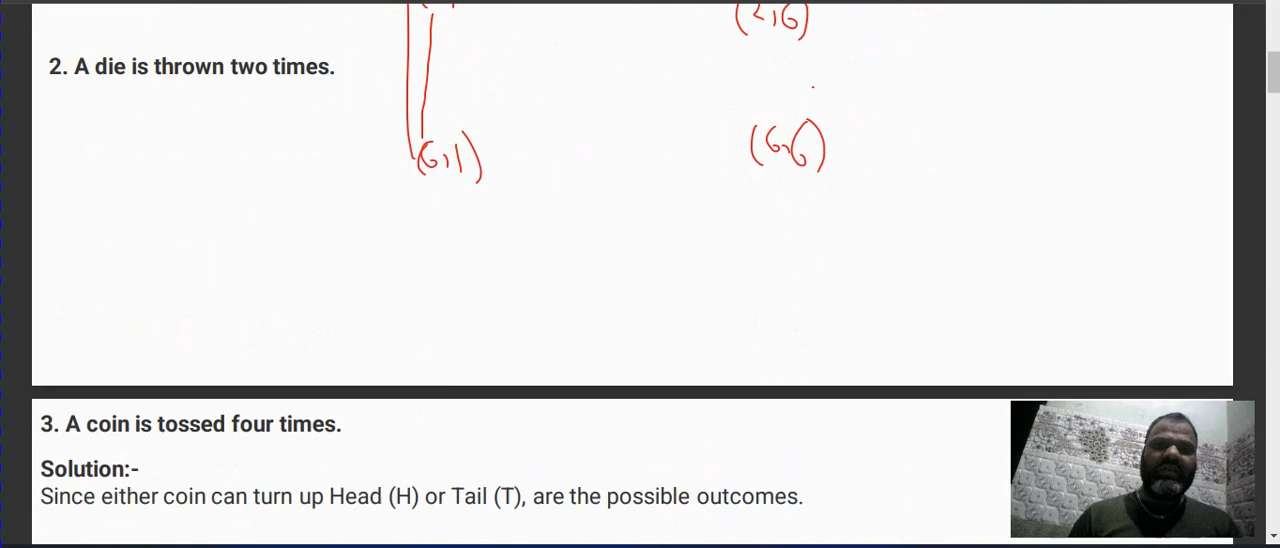 (2,6)
2. A die is thrown two times.
(6,1)
(6,6)
3. A coin is tossed four times.
Solution:-
Since either coin can turn up Head (H) or Tail (T), are the possible outcomes.